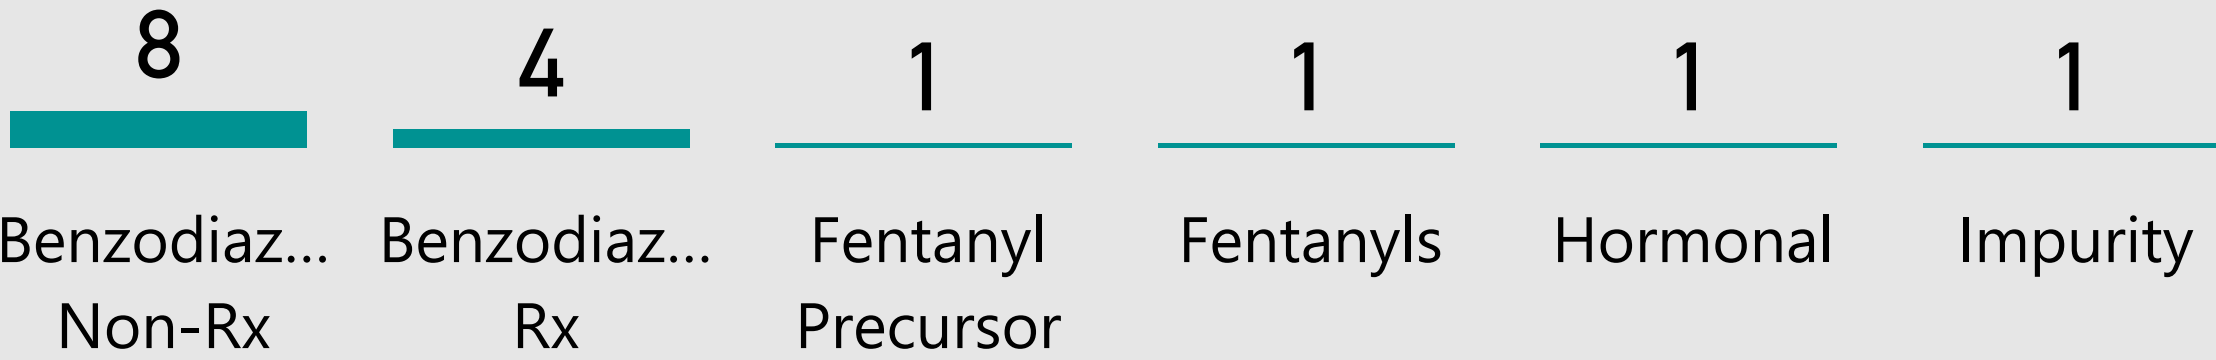 8 4 1 1 1 1
Benzodiaz... Benzodiaz... Fentanyl Fentanyls Hormonal Impurity
Non-Rx Rx Precursor